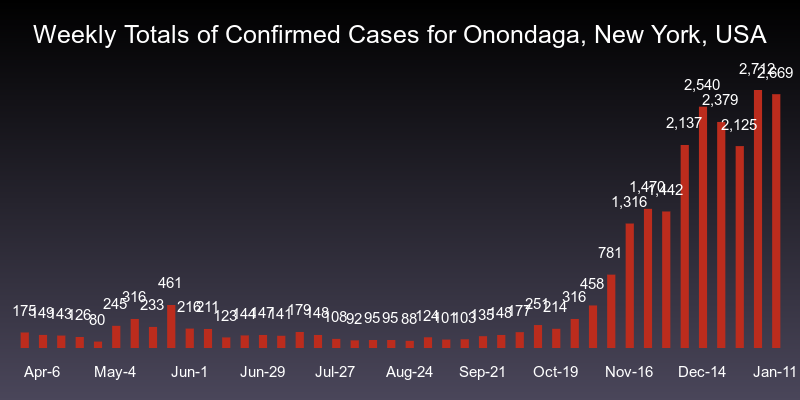 Weekly Totals of Confirmed Cases for Onondaga, New York, USA
175 149 143 126 80 245 316 233 461 216 211 123 144 147 141 179 148 108 92 95 95 88 124 101 103 135 148 177 251 214 316 458 781 1,316 1,470 1,442 2,137 2,540 2,379 2,125 2,712 2,669
Apr-6 May-4 Jun-1 Jun-29 Jul-27 Aug-24 Sep-21 Oct-19 Nov-16 Dec-14 Jan-11